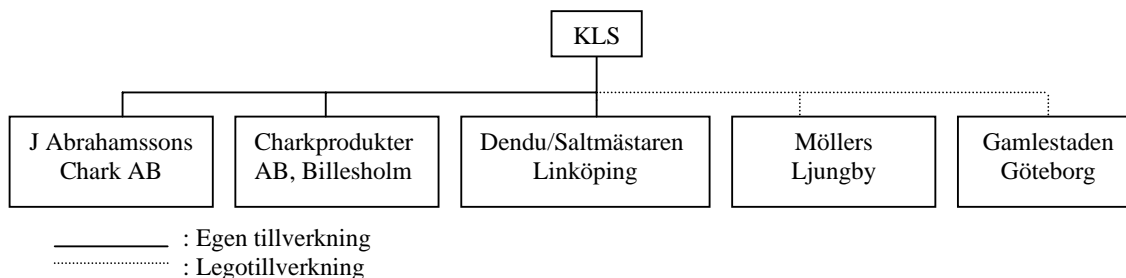 KLS
J Abrahamssons
Chark AB
Charkprodukter
AB, Billesholm
Dendu/Saltmästaren
Linköping
Möllers
Ljungby
Gamlestaden
Göteborg
: Egen tillverkning
: Legotillverkning